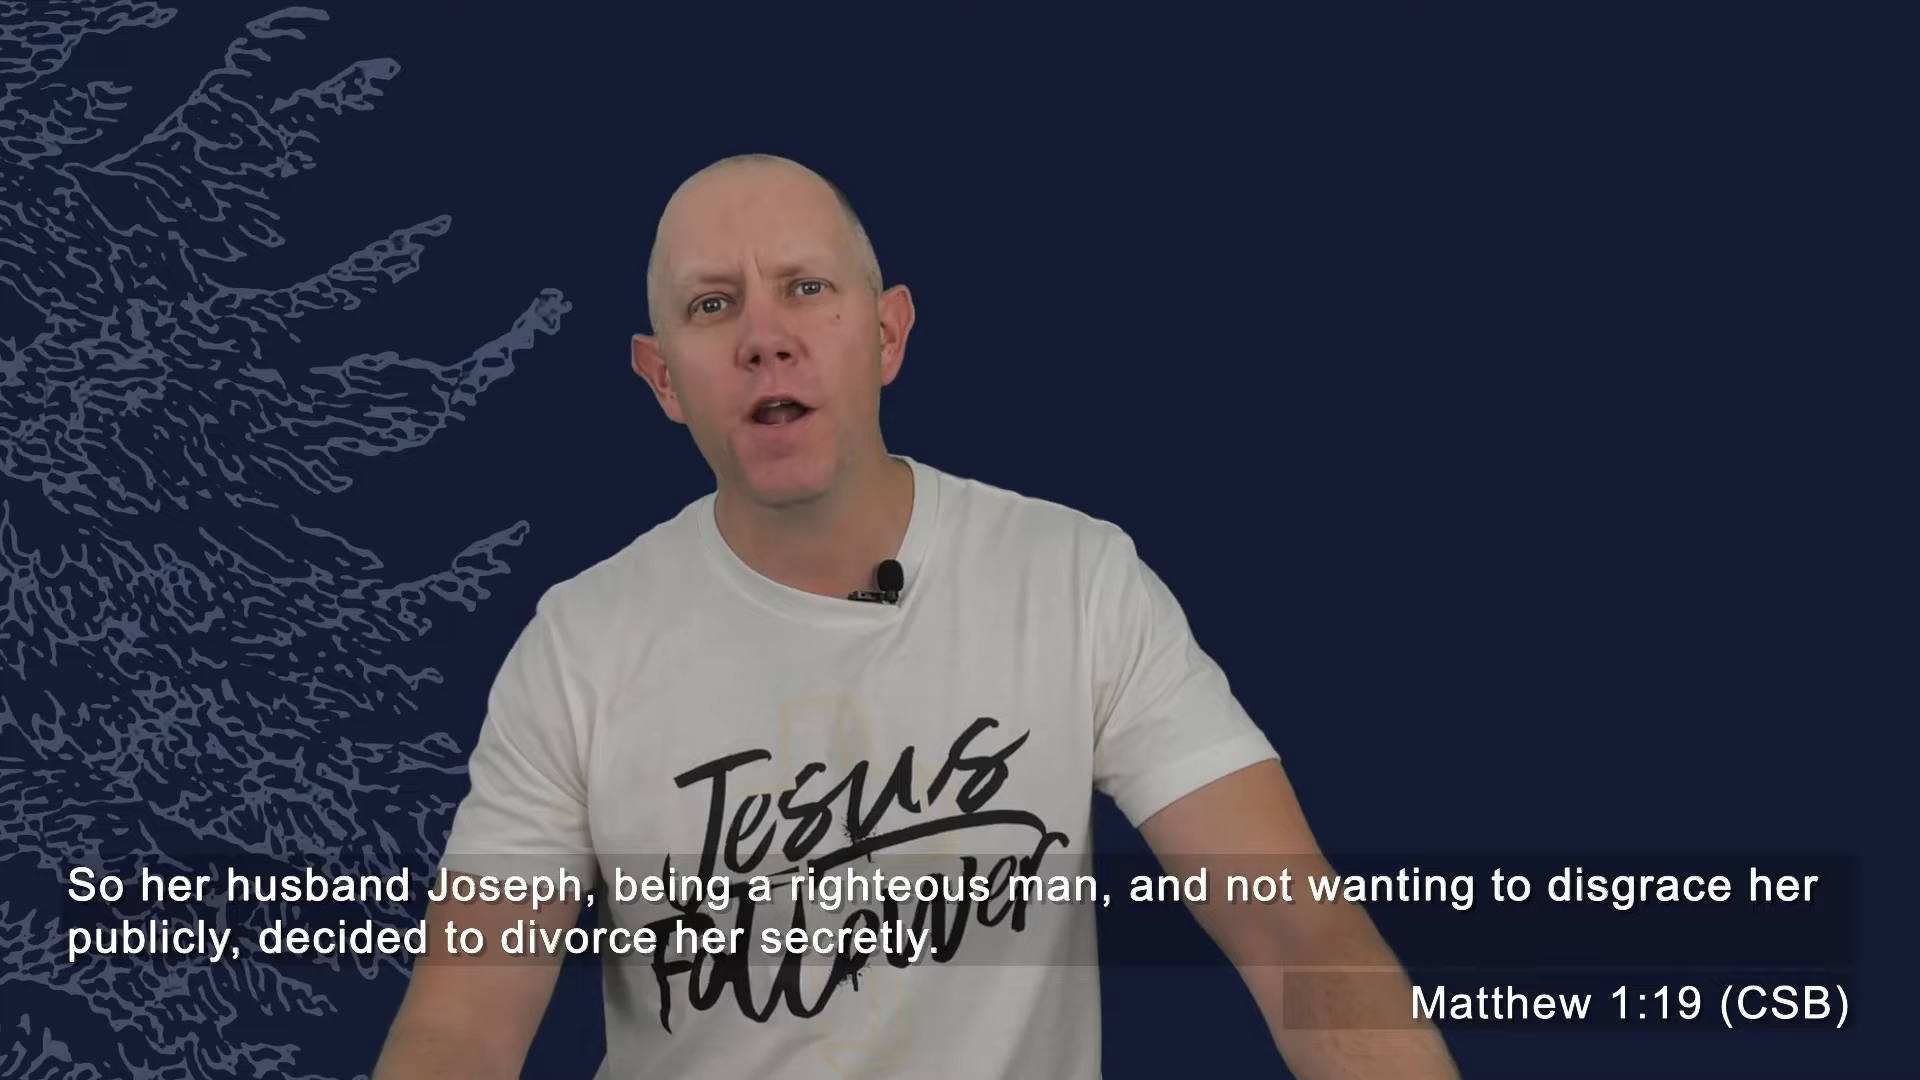 Jesus
Follower
So her husband Joseph, being a righteous man, and not wanting to disgrace her
publicly, decided to divorce her secretly.
Matthew 1:19 (CSB)